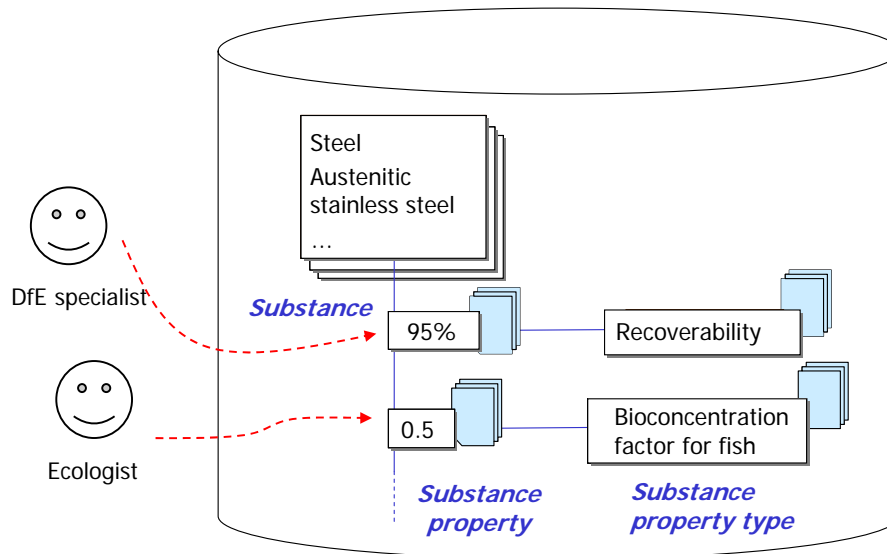 Steel
Austenitic
stainless steel
...
DfE specialist
Substance
95%
Recoverability
Ecologist
0.5
Bioconcentration
factor for fish
Substance
property
Substance
property type